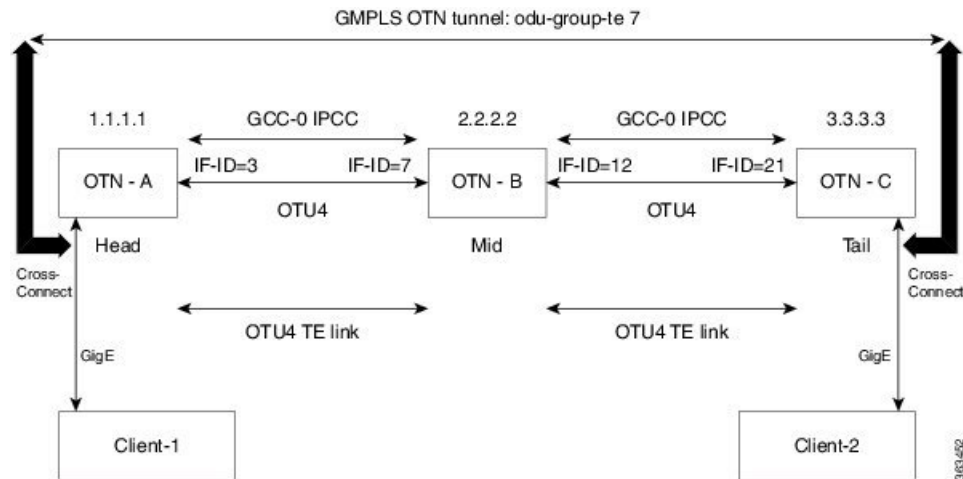 GMPLS OTN tunnel: odu-group-te 7
1.1.1.1
GCC-0 IPCC
2.2.2.2
GCC-0 IPCC
3.3.3.3
OTN - A
IF-ID=3
IF-ID=7
OTN - B
IF-ID=12
IF-ID=21
OTN - C
OTU4
OTU4
Head
Mid
Tail
Cross-
Connect
Cross-
Connect
OTU4 TE link
OTU4 TE link
GigE
GigE
Client-1
Client-2
363452